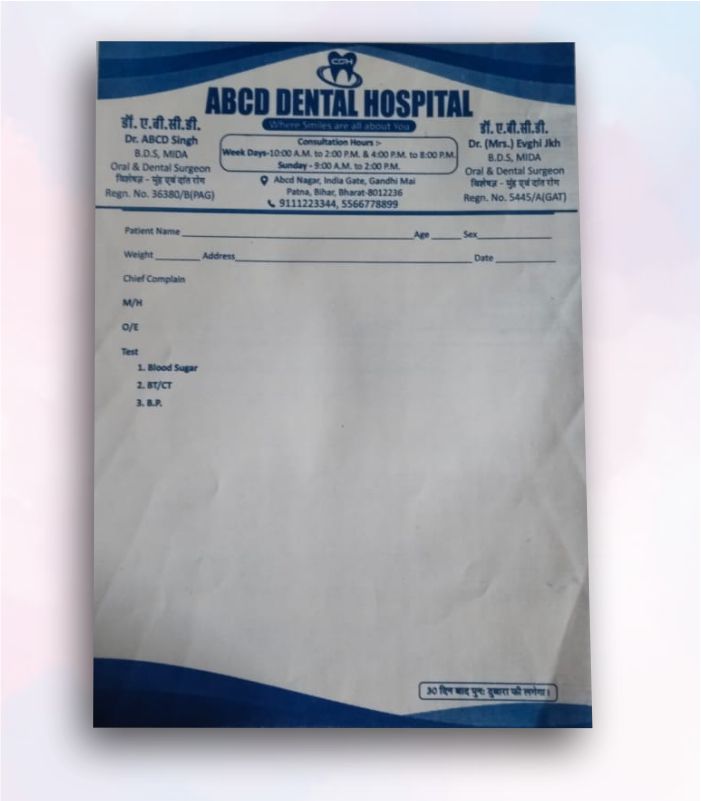 CDH
ABCD DENTAL HOSPITAL
Where Smiles are all about You
डॉ. ए.बी.सी.डी.
Dr. ABCD Singh
B.D.S, MIDA
Oral & Dental Surgeon
विशेषज्ञ - मुंह एवं दांत रोग
Regn. No. 36380/B(PAG)
Consultation Hours :-
Week Days-10:00 A.M. to 2:00 P.M. & 4:00 P.M. to 8:00 P.M.
Sunday - 9:00 A.M. to 2:00 P.M.
Abcd Nagar, India Gate, Gandhi Mai
Patna, Bihar, Bharat-8012236
9111223344, 5566778899
डॉ. ए.बी.सी.डी.
Dr. (Mrs.) Evghi Jkh
B.D.S, MIDA
Oral & Dental Surgeon
विशेषज्ञ - मुंह एवं दांत रोग
Regn. No. 5445/A(GAT)
Patient Name Age Sex
Weight Address Date
Chief Complain
M/H
O/E
Test
1. Blood Sugar
2. BT/CT
3. B.P.
30 दिन बाद पुनः दुबारा फी लगेगा।